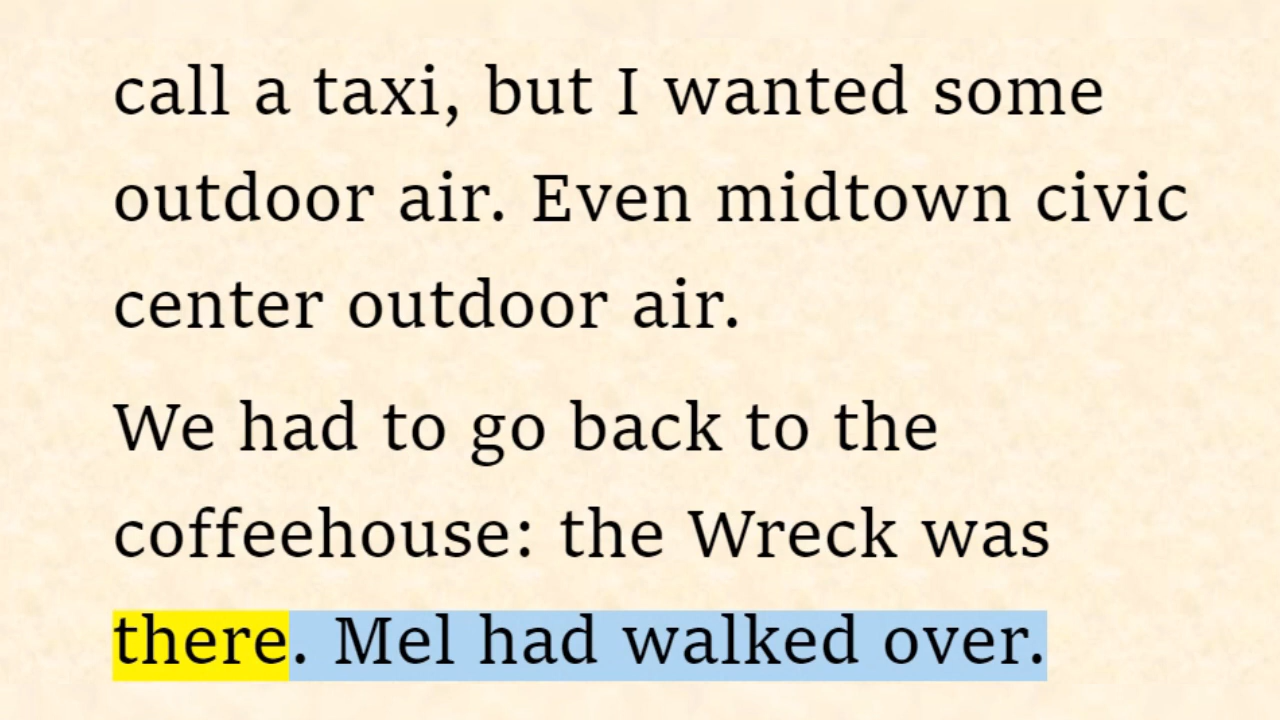 call a taxi, but I wanted some
outdoor air. Even midtown civic
center outdoor air.
We had to go back to the
coffeehouse: the Wreck was
there. Mel had walked over.